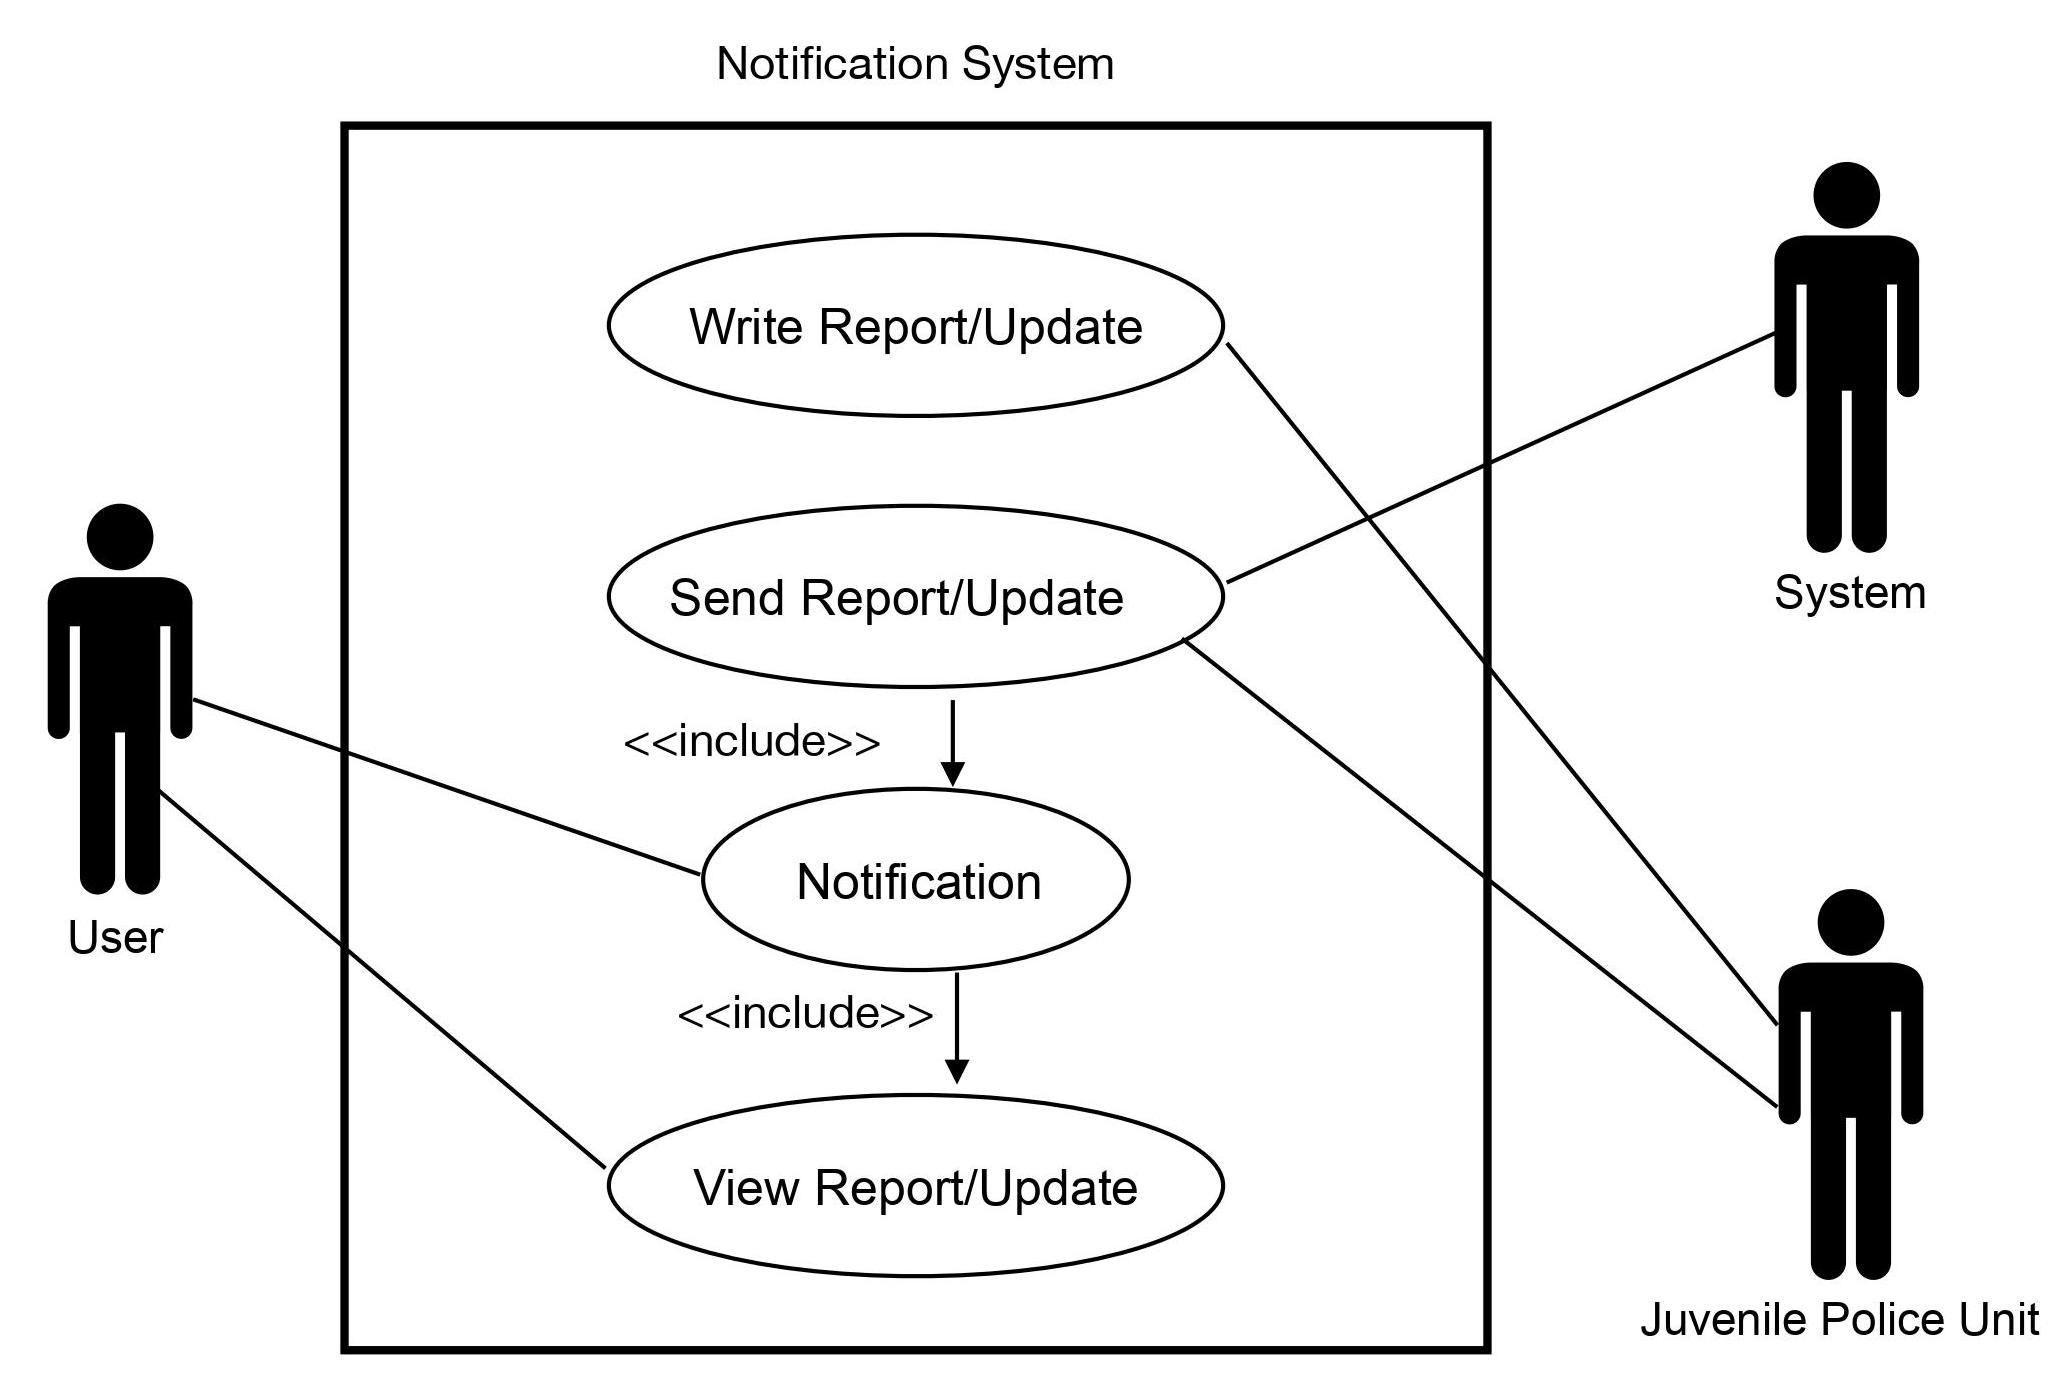 Notification System
Write Report/Update
Send Report/Update
System
<<include>>
Notification
User
<<include>>
View Report/Update
Juvenile Police Unit